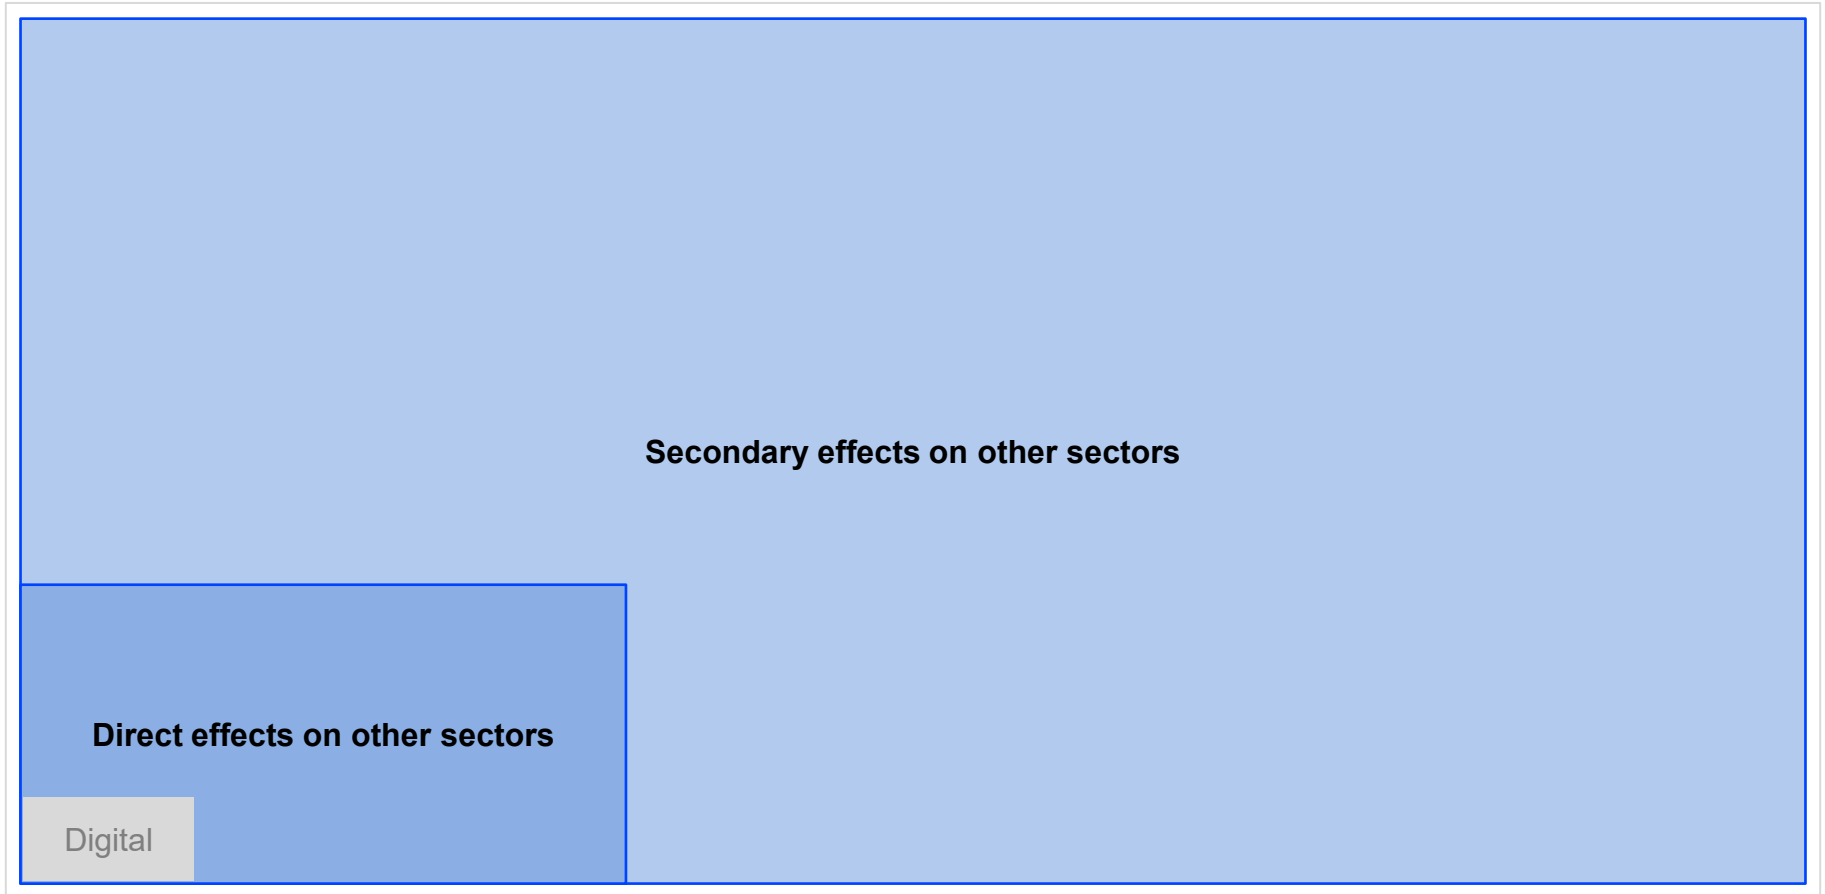 Secondary effects on other sectors
Direct effects on other sectors
Digital